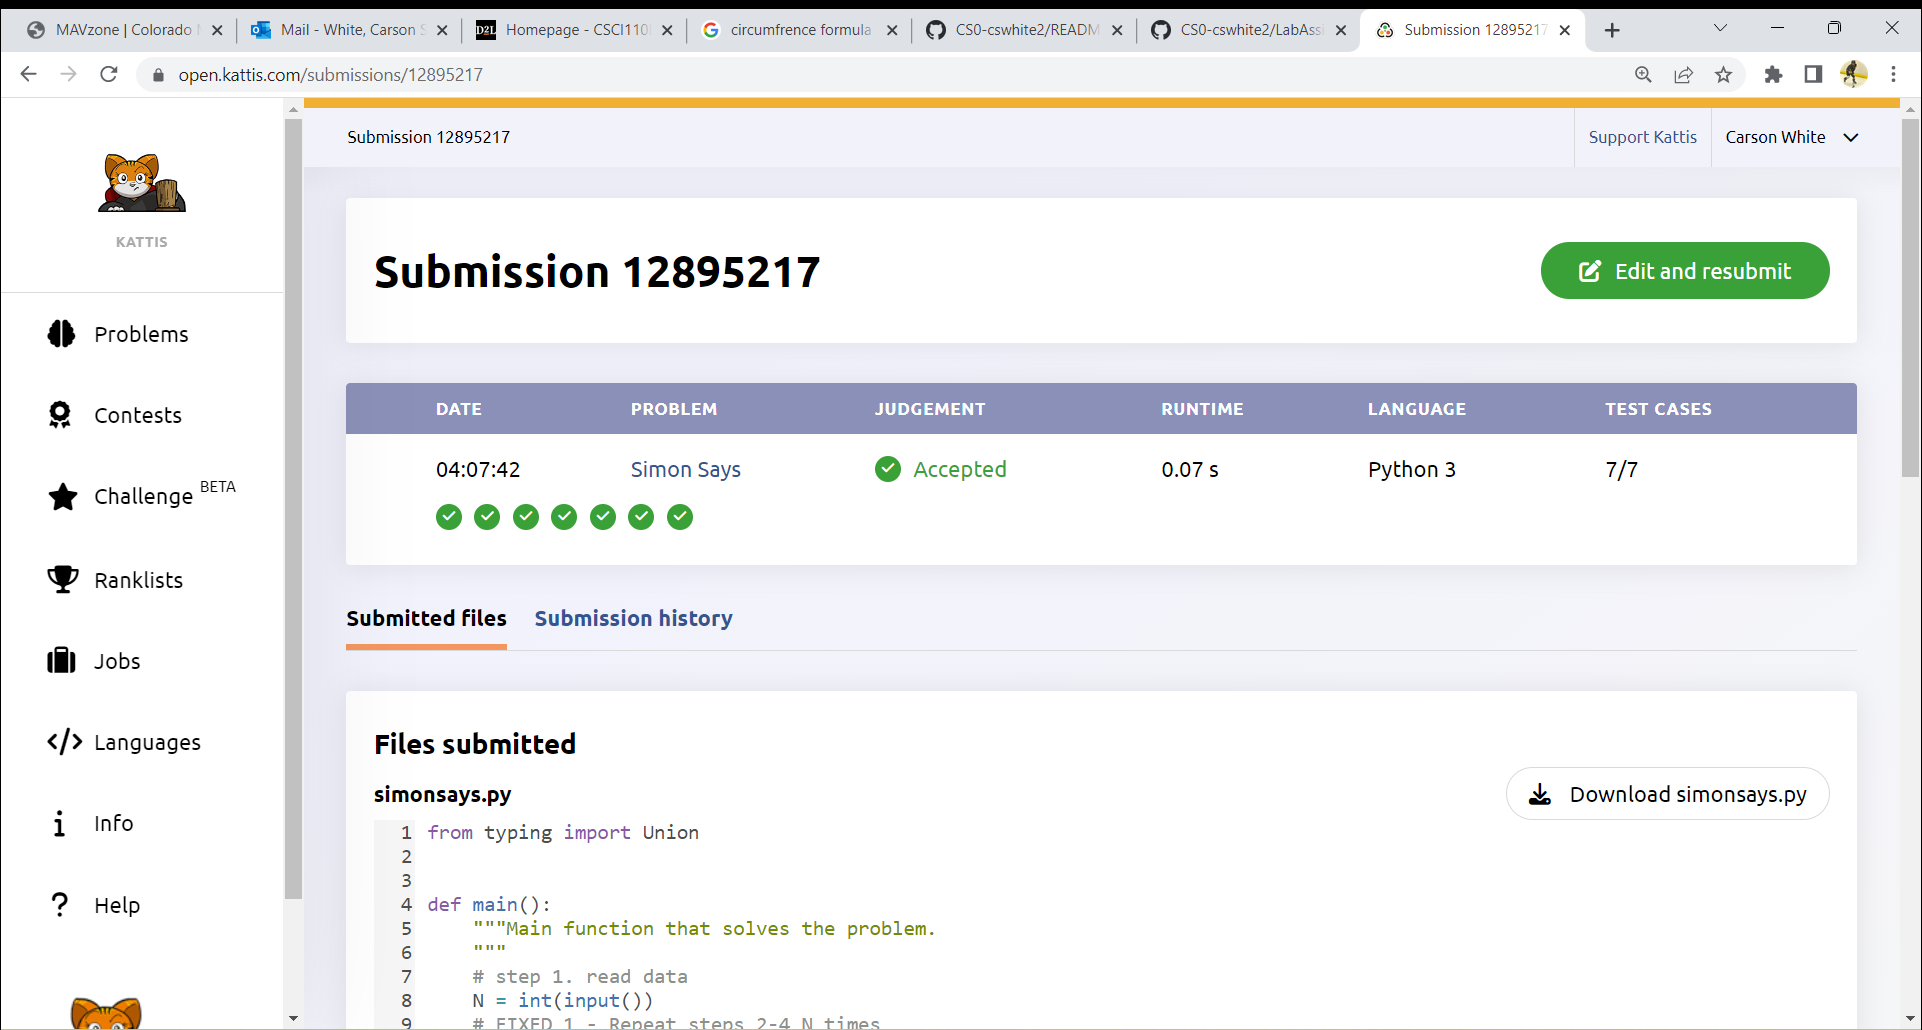 MAVzone | Colorado
Mail - White, Carson S
D2L Homepage - CSCI110
circumfrence formula
CS0-cswhite2/READM
CS0-cswhite2/LabAssi
Submission 12895217
open.kattis.com/submissions/12895217
KATTIS
Problems
Contests
Challenge BETA
Ranklists
Jobs
Languages
Info
Help
Submission 12895217
Support Kattis
Carson White
Submission 12895217
Edit and resubmit
DATE PROBLEM JUDGEMENT RUNTIME LANGUAGE TEST CASES
04:07:42 Simon Says Accepted 0.07 s Python 3 7/7
Submitted files Submission history
Files submitted
simonsays.py
Download simonsays.py
1 from typing import Union
2
3
4 def main():
5 """Main function that solves the problem.
6 """
7 # step 1. read data
8 N = int(input())
9 # FIXED 1 - Repeat steps 2-4 N times